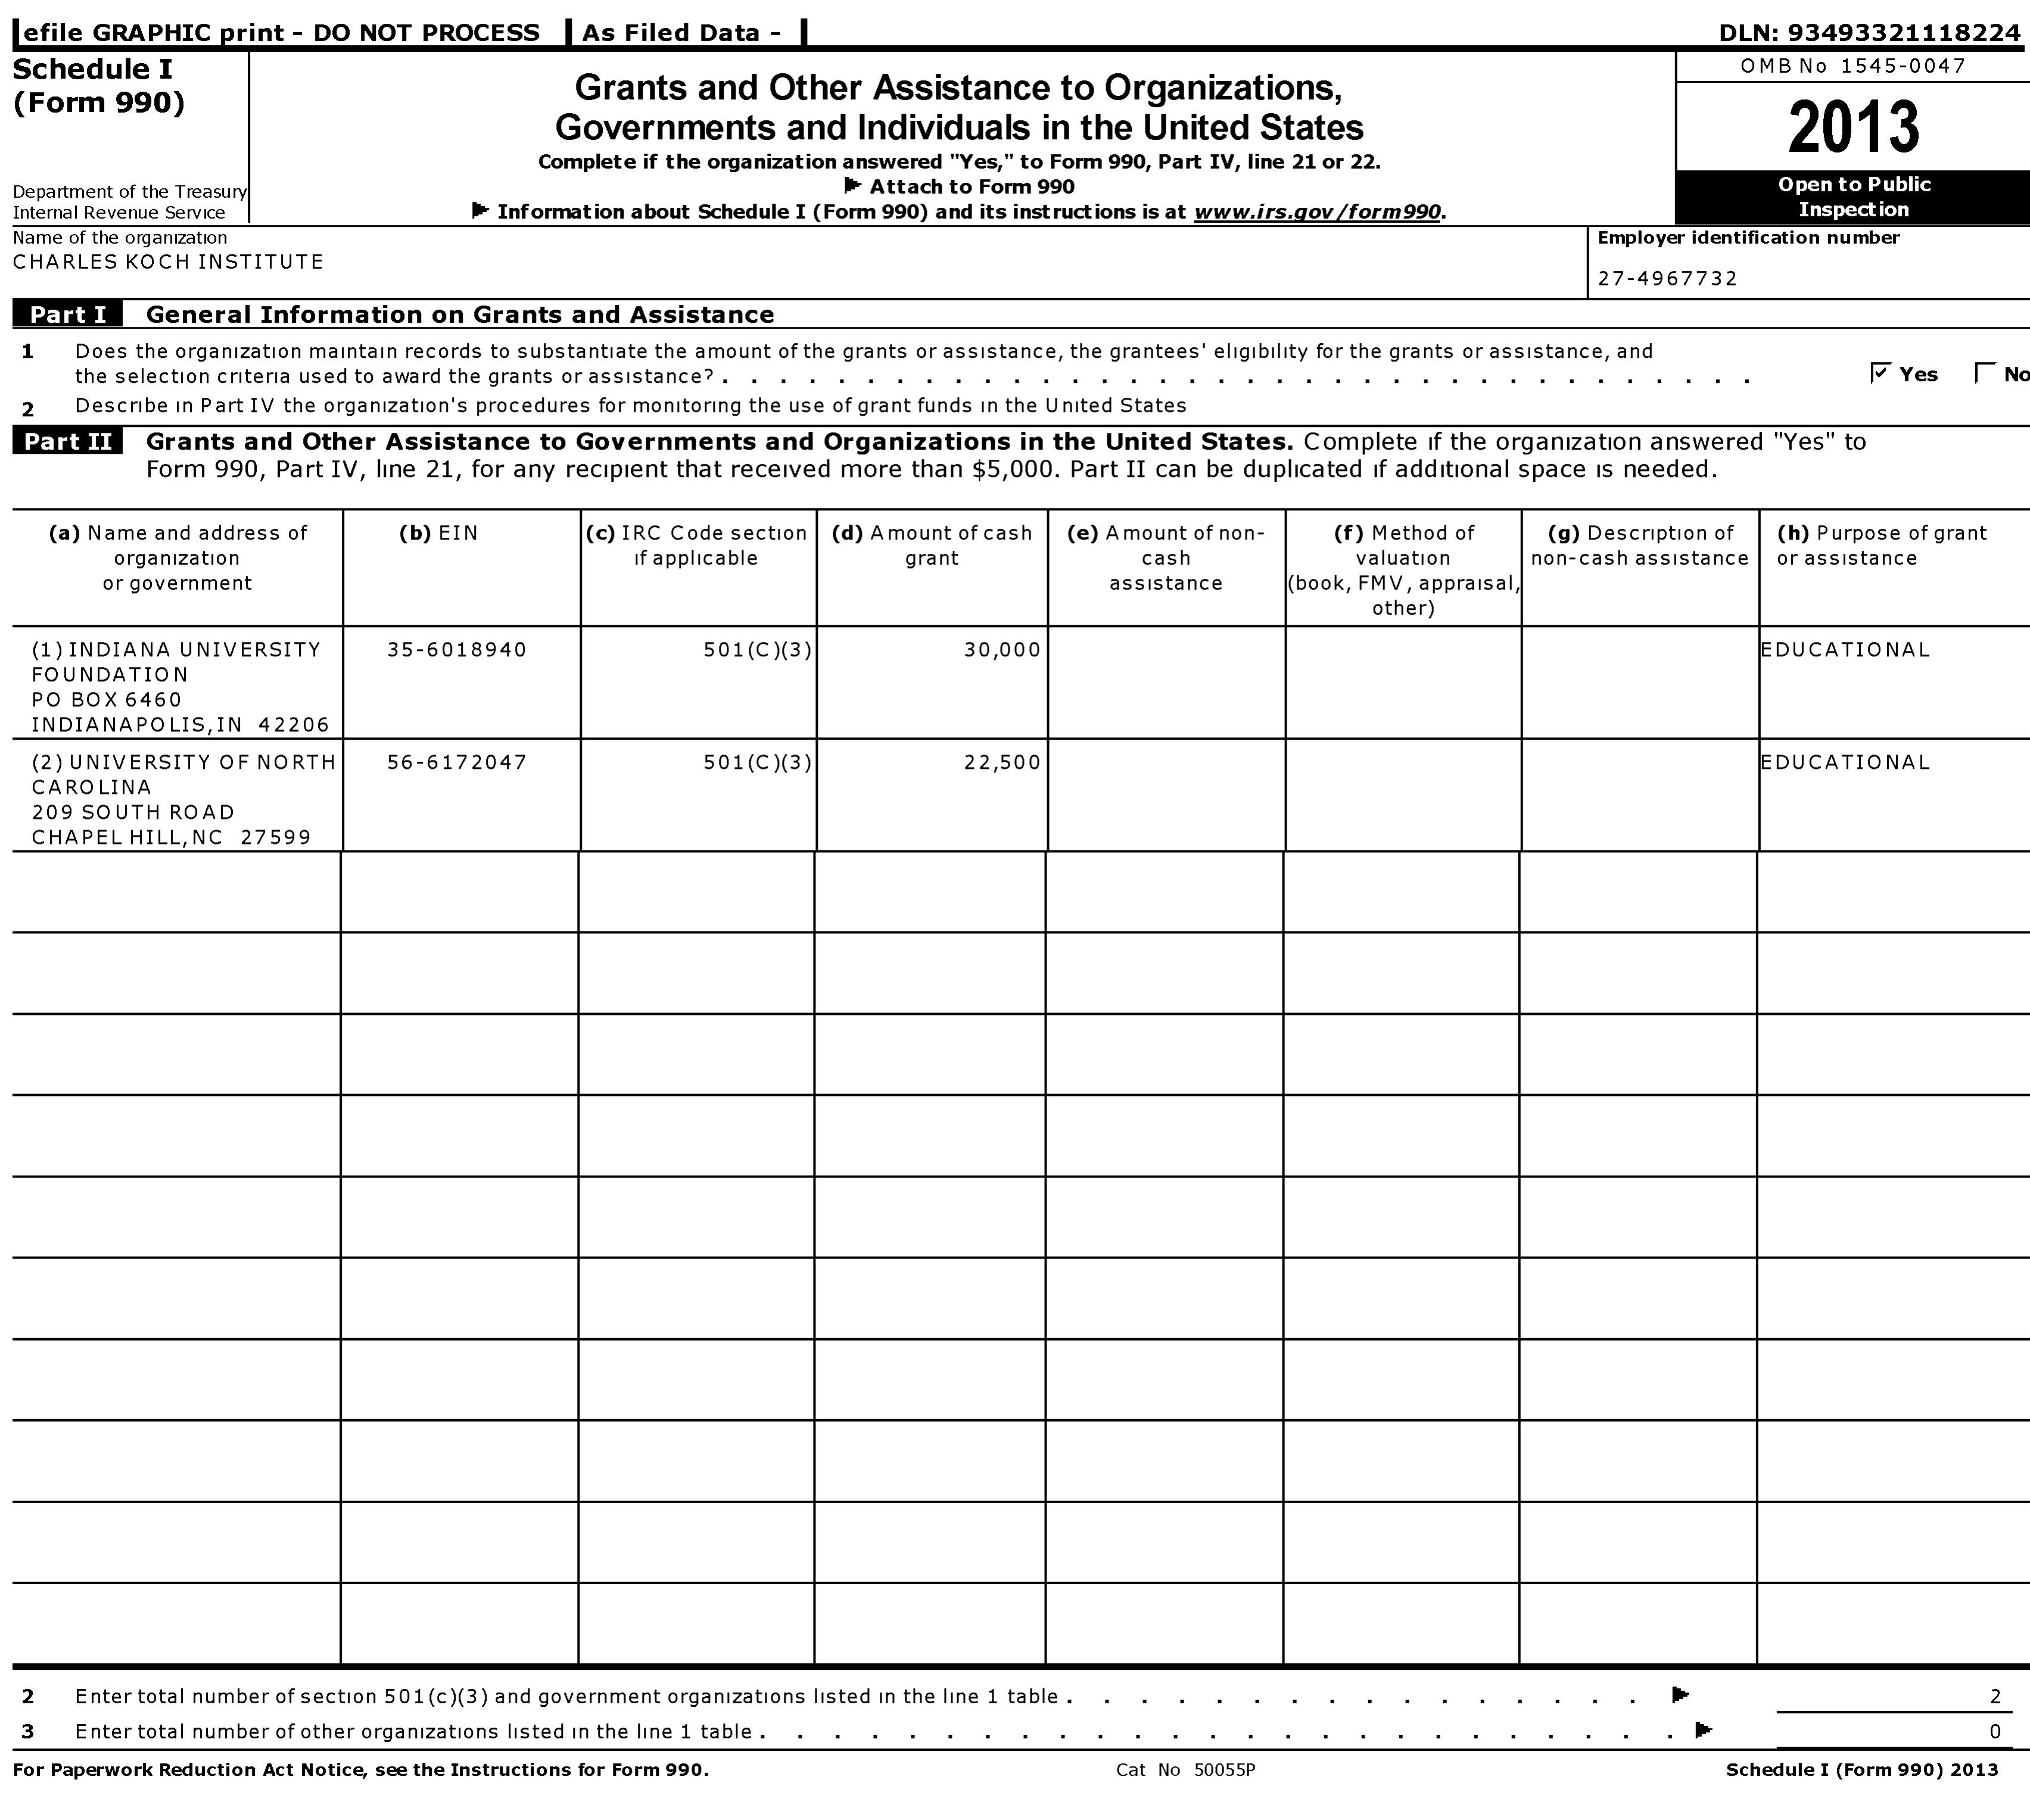 efile GRAPHIC print - DO NOT PROCESS As Filed Data - DLN: 93493321118224
Schedule I
(Form 990)
Department of the Treasury
Internal Revenue Service
Grants and Other Assistance to Organizations,
Governments and Individuals in the United States
Complete if the organization answered "Yes," to Form 990, Part IV, line 21 or 22.
Attach to Form 990
Information about Schedule I (Form 990) and its instructions is at www.irs.gov/form990.
OMB No 1545-0047
2013
Open to Public
Inspection
Name of the organization
CHARLES KOCH INSTITUTE
Employer identification number
27-4967732
Part I General Information on Grants and Assistance
1 Does the organization maintain records to substantiate the amount of the grants or assistance, the grantees' eligibility for the grants or assistance, and
the selection criteria used to award the grants or assistance? . . . . . . . . . . . . . . . . . . . . . . . . . . . . . . . . . . . . Yes No
2 Describe in Part IV the organization's procedures for monitoring the use of grant funds in the United States
Part II Grants and Other Assistance to Governments and Organizations in the United States. Complete if the organization answered "Yes" to
Form 990, Part IV, line 21, for any recipient that received more than $5,000. Part II can be duplicated if additional space is needed.
(a) Name and address of
organization
or government
(b) EIN
(c) IRC Code section
if applicable
(d) Amount of cash
grant
(e) Amount of non-
cash
assistance
(f) Method of
valuation
(book, FMV, appraisal,
other)
(g) Description of
non-cash assistance
(h) Purpose of grant
or assistance
(1) INDIANA UNIVERSITY
FOUNDATION
PO BOX 6460
INDIANAPOLIS, IN 42206
35-6018940
501(C)(3)
30,000
EDUCATIONAL
(2) UNIVERSITY OF NORTH
CAROLINA
209 SOUTH ROAD
CHAPEL HILL, NC 27599
56-6172047
501(C)(3)
22,500
EDUCATIONAL
2 Enter total number of section 501(c)(3) and government organizations listed in the line 1 table . . . . . . . . . . . . . . . . 2
3 Enter total number of other organizations listed in the line 1 table . . . . . . . . . . . . . . . . . . . . . . . . . 0
For Paperwork Reduction Act Notice, see the Instructions for Form 990. Cat No 50055P Schedule I (Form 990) 2013